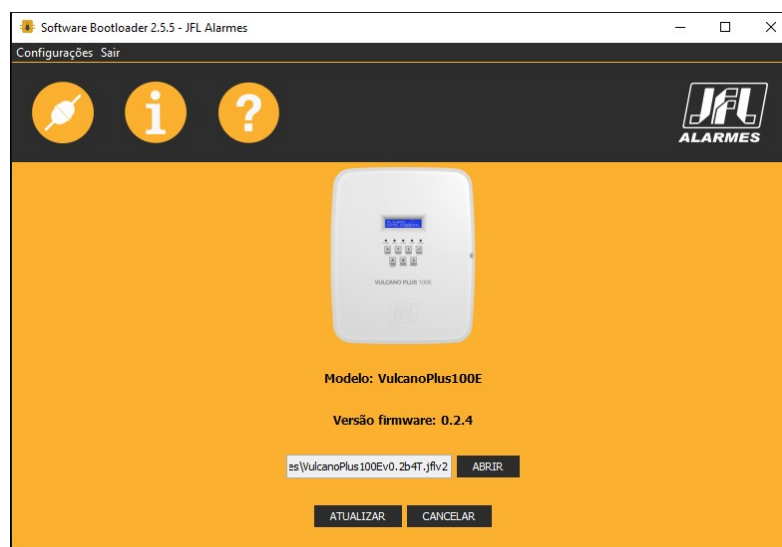 Software Bootloader 2.5.5 - JFL Alarmes
Configurações Sair
JFL
ALARMES
VULCANO PLUS 100E
JFL
Modelo: VulcanoPlus100E
Versão firmware: 0.2.4
es\VulcanoPlus100Ev0.2b4T.jflv2 ABRIR
ATUALIZAR CANCELAR